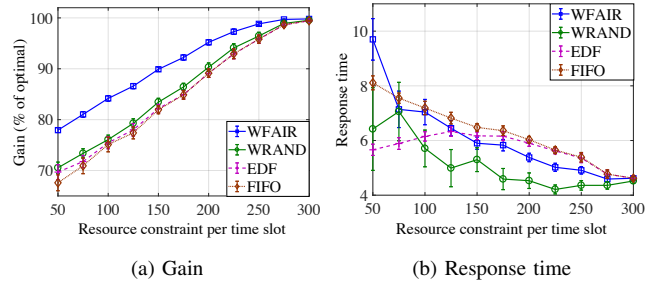 Gain (% of optimal)
100
90
80
70
50
100
150
200
250
300
Resource constraint per time slot
WFAIR
WRAND
EDF
FIFO
(a) Gain
Response time
10
8
6
4
50
100
150
200
250
300
Resource constraint per time slot
WFAIR
WRAND
EDF
FIFO
(b) Response time